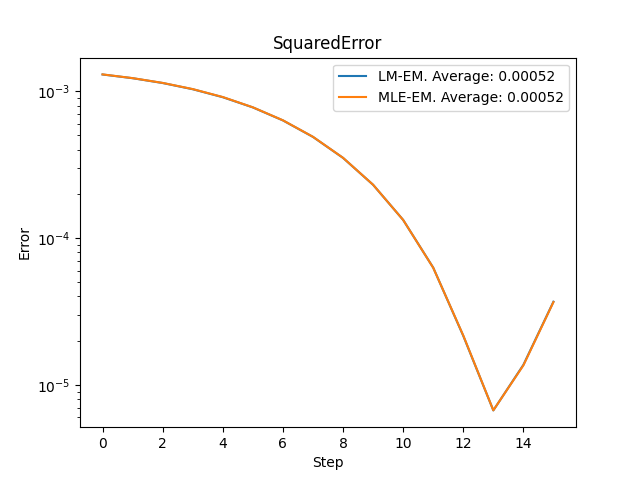 SquaredError
LM-EM. Average: 0.00052
MLE-EM. Average: 0.00052
Error
10⁻³
10⁻⁴
10⁻⁵
0 2 4 6 8 10 12 14
Step